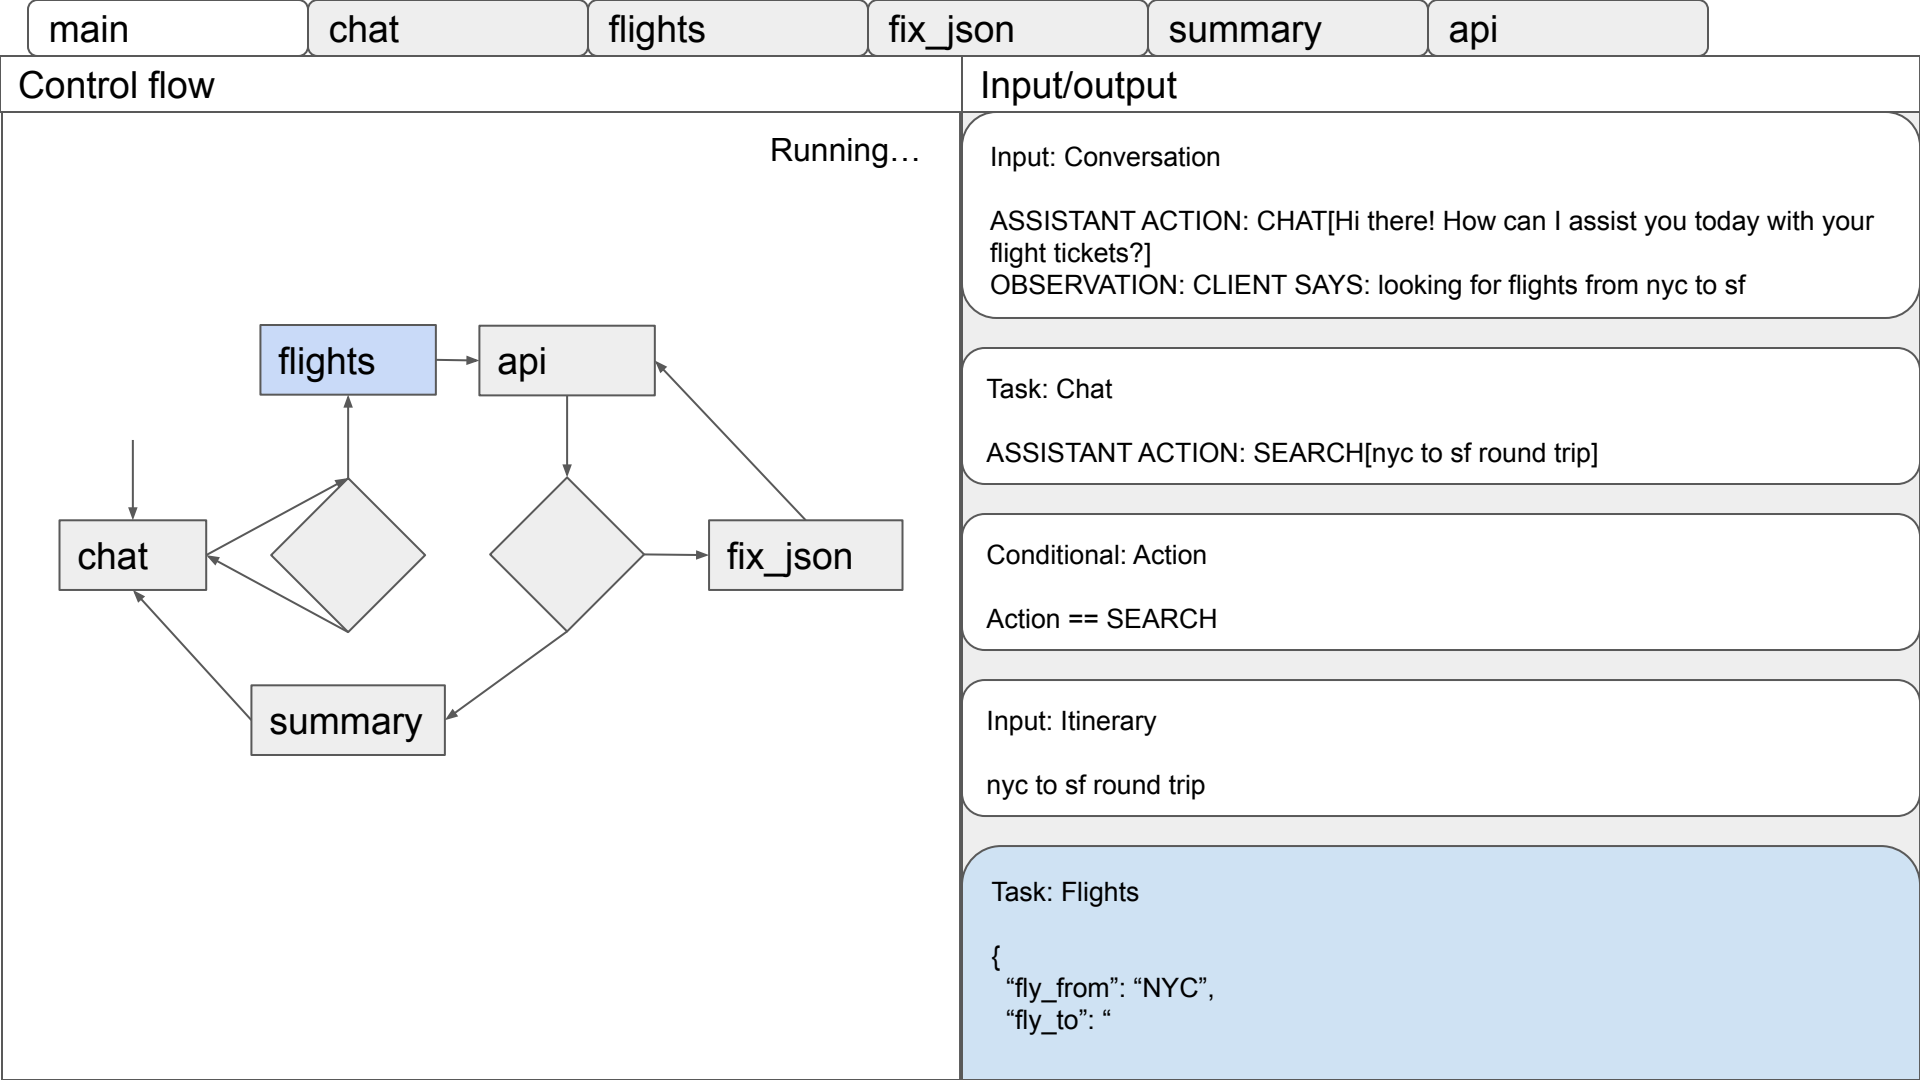 main
chat
flights
fix_json
summary
api
Control flow
Input/output
Running…
flights
api
chat
fix_json
summary
Input: Conversation
ASSISTANT ACTION: CHAT[Hi there! How can I assist you today with your
flight tickets?]
OBSERVATION: CLIENT SAYS: looking for flights from nyc to sf
Task: Chat
ASSISTANT ACTION: SEARCH[nyc to sf round trip]
Conditional: Action
Action == SEARCH
Input: Itinerary
nyc to sf round trip
Task: Flights
{
“fly_from”: “NYC”,
“fly_to”: “